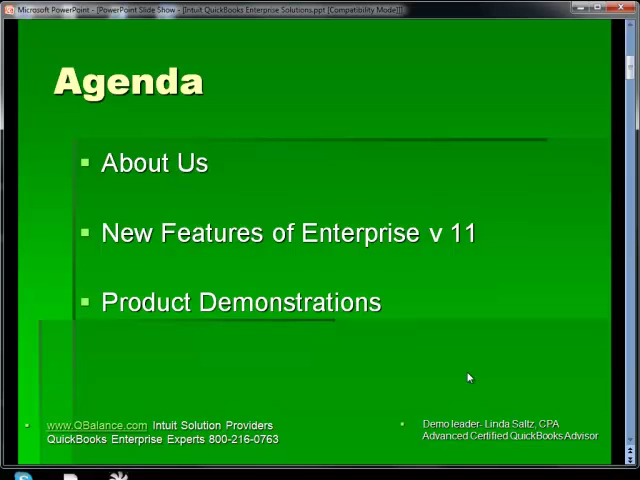 Microsoft PowerPoint - [PowerPoint Slide Show - [Intuit QuickBooks Enterprise Solutions.ppt [Compatibility Mode]]
Agenda
About Us
New Features of Enterprise v 11
Product Demonstrations
www.QBalance.com Intuit Solution Providers
QuickBooks Enterprise Experts 800-216-0763
Demo leader- Linda Saltz, CPA
Advanced Certified QuickBooks Advisor